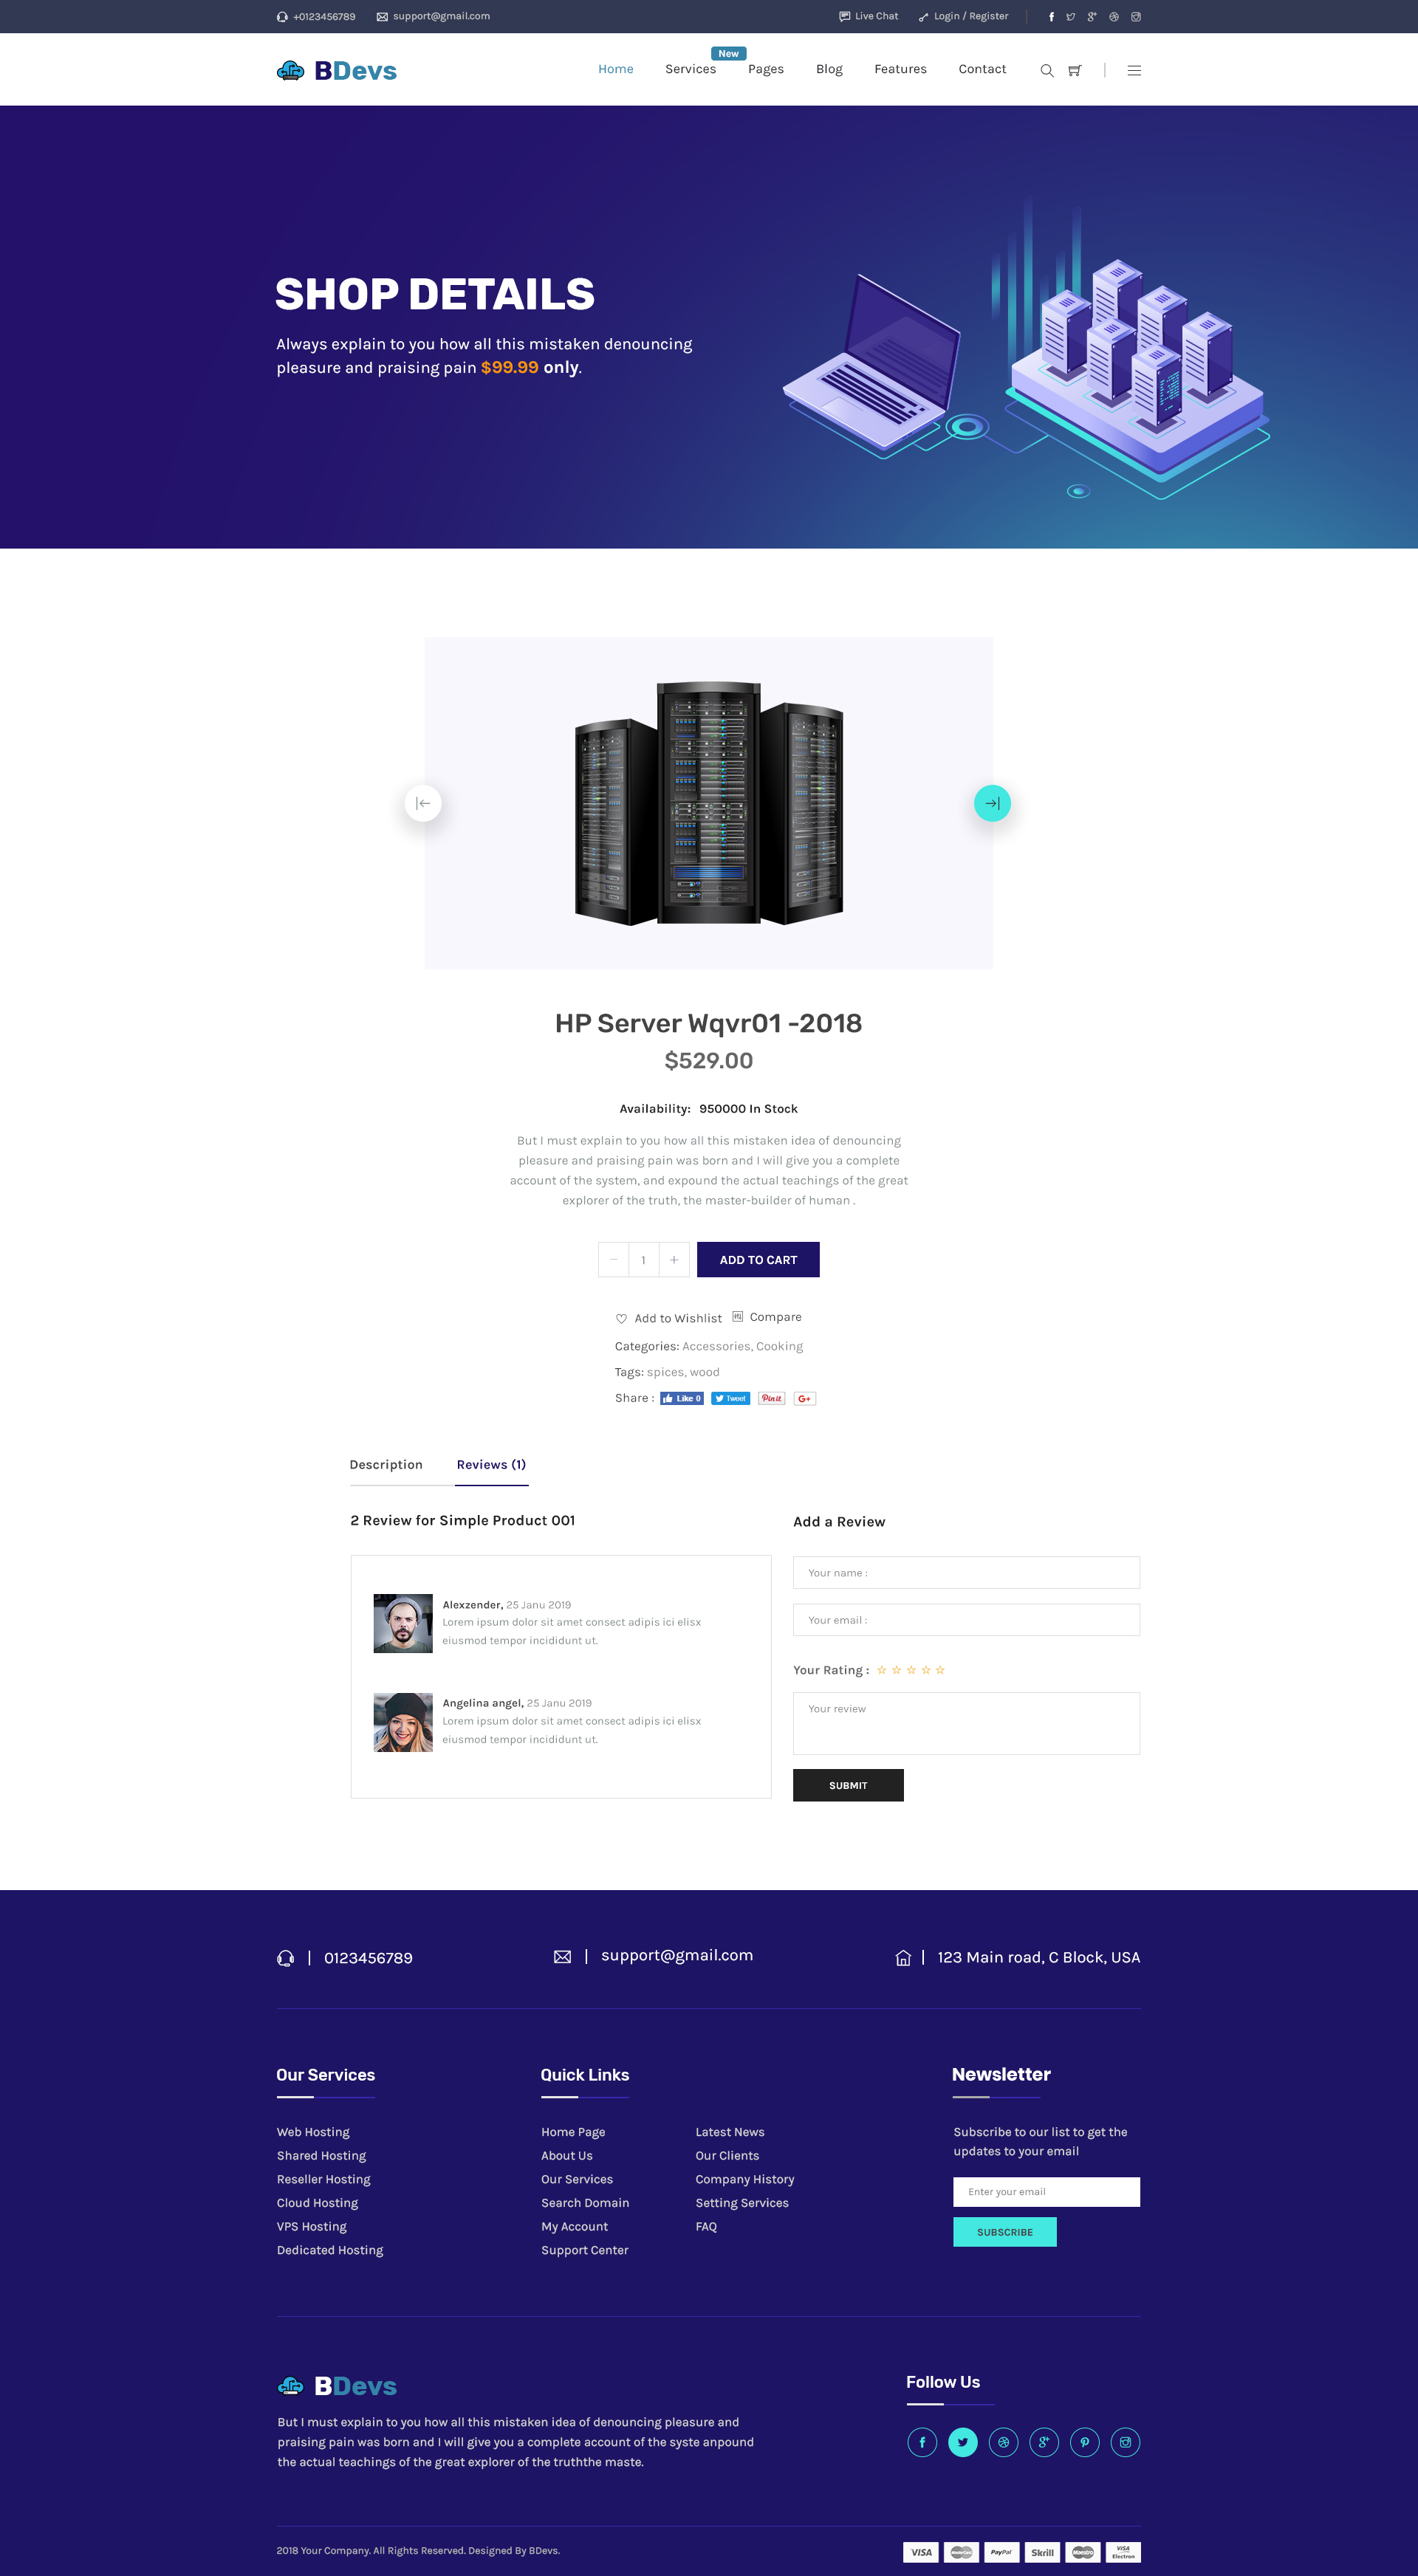 +0123456789 support@gmail.com Live Chat Login / Register
BDevs Home Services New Pages Blog Features Contact
SHOP DETAILS
Always explain to you how all this mistaken denouncing
pleasure and praising pain $99.99 only.
HP Server Wqvr01 -2018
$529.00
Availability: 950000 In Stock
But I must explain to you how all this mistaken idea of denouncing
pleasure and praising pain was born and I will give you a complete
account of the system, and expound the actual teachings of the great
explorer of the truth, the master-builder of human .
1 ADD TO CART
Add to Wishlist Compare
Categories: Accessories, Cooking
Tags: spices, wood
Share : Like 0 Tweet Pin it G+
Description Reviews (1)
2 Review for Simple Product 001
Alexzender, 25 Janu 2019
Lorem ipsum dolor sit amet consect adipis ici elisx
eiusmod tempor incididunt ut.
Angelina angel, 25 Janu 2019
Lorem ipsum dolor sit amet consect adipis ici elisx
eiusmod tempor incididunt ut.
Add a Review
Your name :
Your email :
Your Rating :
Your review
SUBMIT
0123456789 support@gmail.com 123 Main road, C Block, USA
Our Services
Web Hosting
Shared Hosting
Reseller Hosting
Cloud Hosting
VPS Hosting
Dedicated Hosting
Quick Links
Home Page
About Us
Our Services
Search Domain
My Account
Support Center
Latest News
Our Clients
Company History
Setting Services
FAQ
Newsletter
Subscribe to our list to get the
updates to your email
Enter your email
SUBSCRIBE
BDevs
But I must explain to you how all this mistaken idea of denouncing pleasure and
praising pain was born and I will give you a complete account of the syste anpound
the actual teachings of the great explorer of the truththe maste.
Follow Us
2018 Your Company. All Rights Reserved. Designed By BDevs.
VISA MasterCard PayPal Skrill Maestro VISA Electron